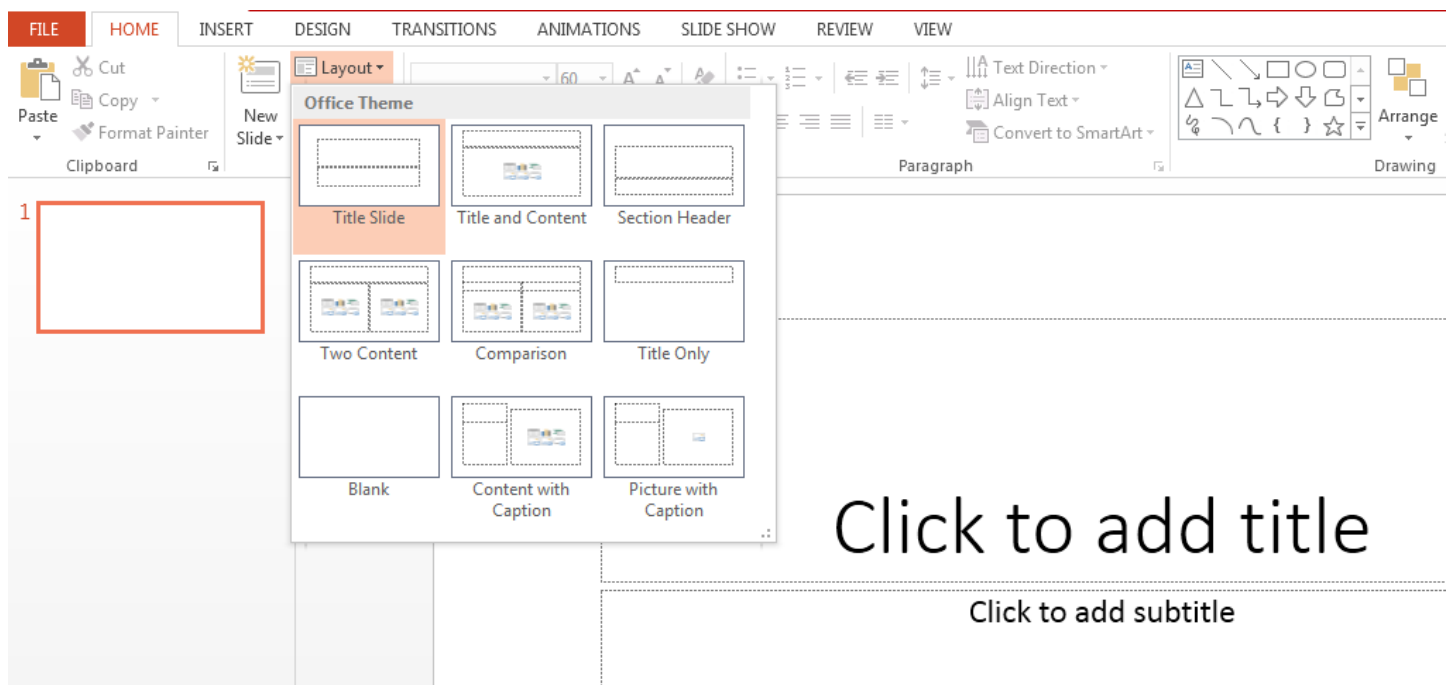 FILE HOME INSERT DESIGN TRANSITIONS ANIMATIONS SLIDE SHOW REVIEW VIEW
Paste
Cut
Copy
Format Painter
Clipboard
New
Slide
Layout
60
Text Direction
Align Text
Convert to SmartArt
Paragraph
Arrange
Drawing
Office Theme
Title Slide Title and Content Section Header
Two Content Comparison Title Only
Blank Content with Caption Picture with Caption
1
Click to add title
Click to add subtitle